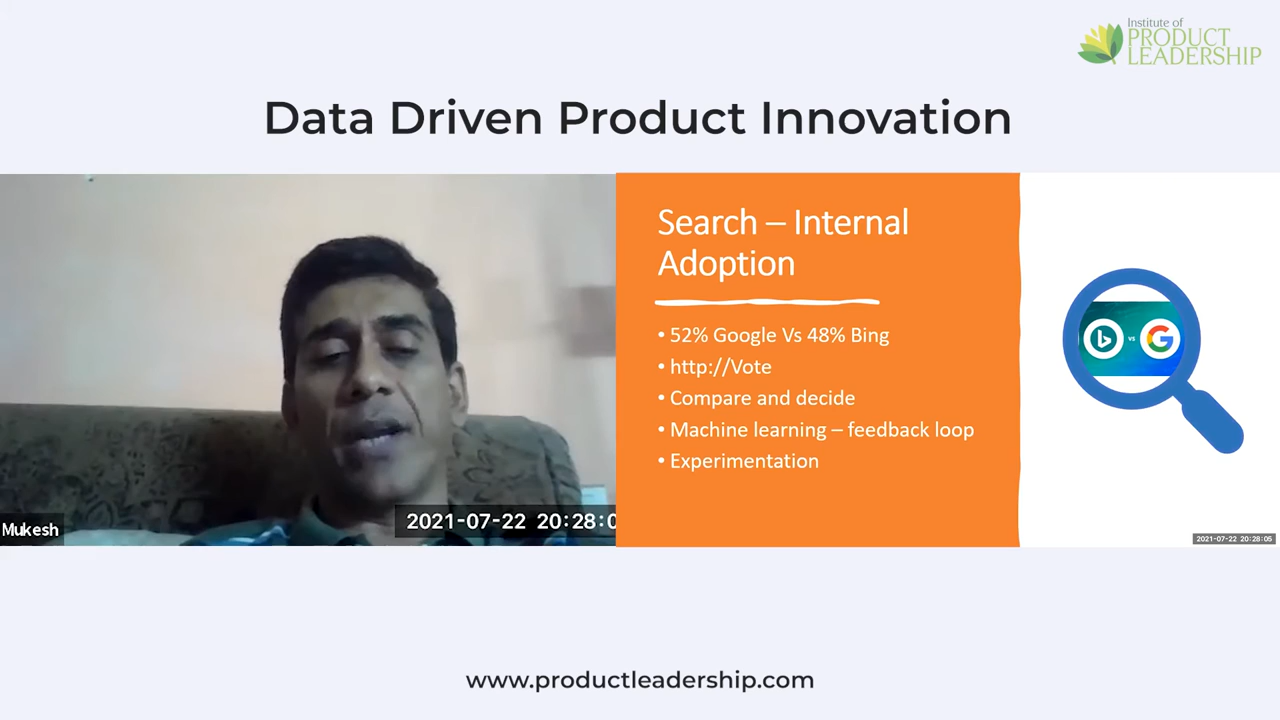 Institute of
PRODUCT
LEADERSHIP
Data Driven Product Innovation
Search – Internal
Adoption
• 52% Google Vs 48% Bing
• http://Vote
• Compare and decide
• Machine learning – feedback loop
• Experimentation
b vs G
Mukesh
2021-07-22 20:28:0
2021-07-22 20:28:05
www.productleadership.com